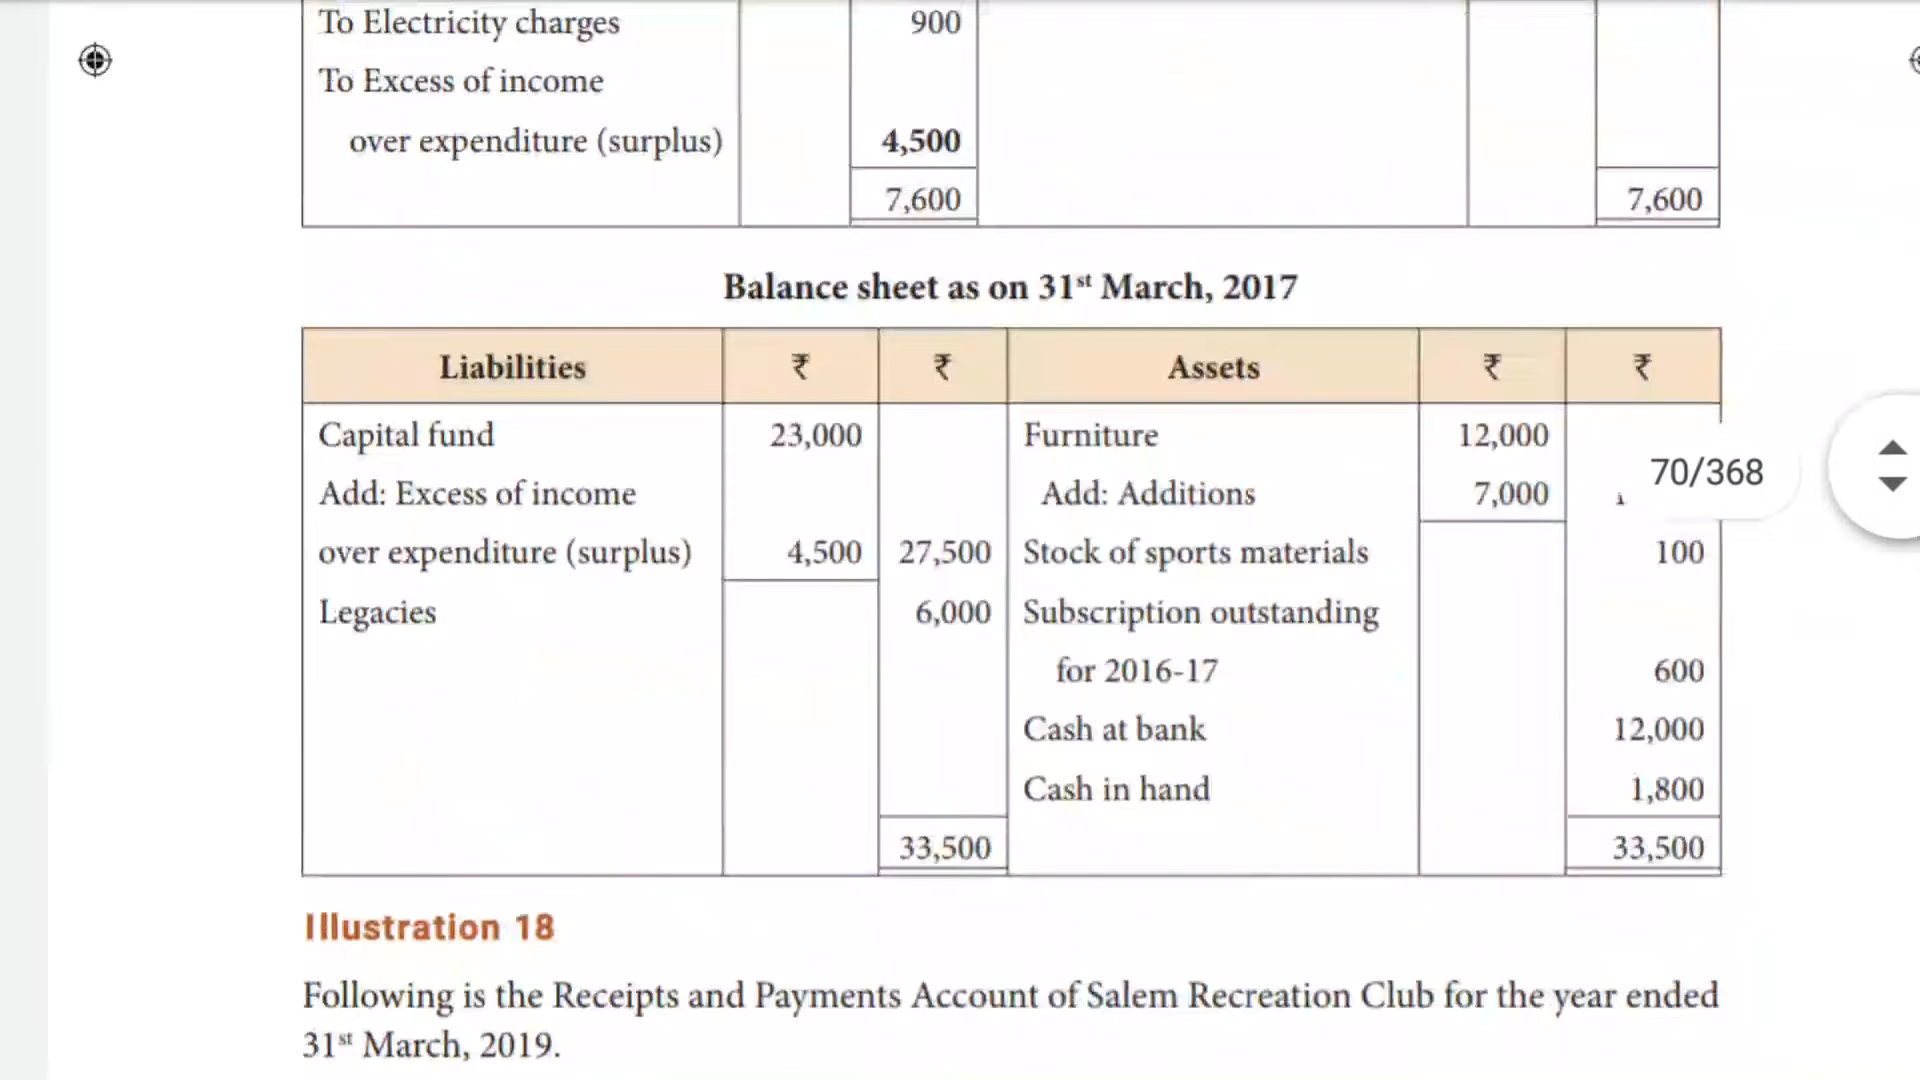 To Electricity charges 900
To Excess of income
over expenditure (surplus) 4,500
7,600 7,600
Balance sheet as on 31st March, 2017
Liabilities ₹ ₹ Assets ₹ ₹
Capital fund 23,000 Furniture 12,000
Add: Excess of income Add: Additions 7,000
70/368
over expenditure (surplus) 4,500 27,500 Stock of sports materials 100
Legacies 6,000 Subscription outstanding
for 2016-17 600
Cash at bank 12,000
Cash in hand 1,800
33,500 33,500
Illustration 18
Following is the Receipts and Payments Account of Salem Recreation Club for the year ended
31st March, 2019.